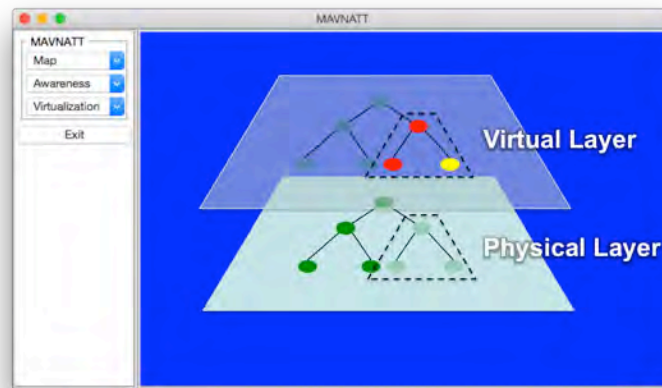 MAVNATT
MAVNATT
Map
Awareness
Virtualization
Exit
Virtual Layer
Physical Layer